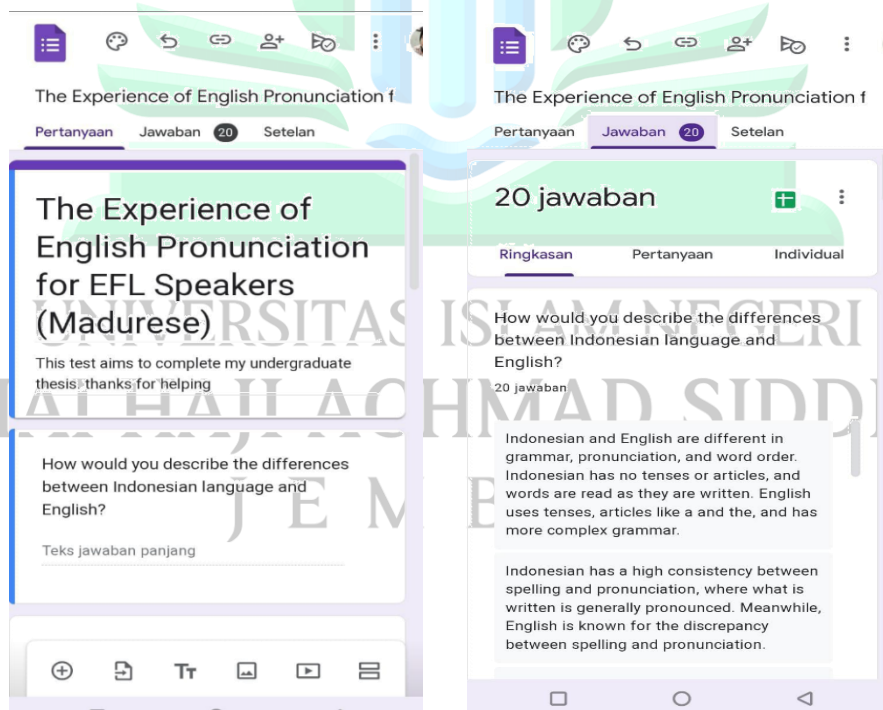 The Experience of English Pronunciation f
Pertanyaan Jawaban 20 Setelan
The Experience of
English Pronunciation
for EFL Speakers
(Madurese)
This test aims to complete my undergraduate
thesis. thanks for helping
How would you describe the differences
between Indonesian language and
English?
Teks jawaban panjang
The Experience of English Pronunciation f
Pertanyaan Jawaban 20 Setelan
20 jawaban
Ringkasan Pertanyaan Individual
How would you describe the differences
between Indonesian language and
English?
20 jawaban
Indonesian and English are different in
grammar, pronunciation, and word order.
Indonesian has no tenses or articles, and
words are read as they are written. English
uses tenses, articles like a and the, and has
more complex grammar.
Indonesian has a high consistency between
spelling and pronunciation, where what is
written is generally pronounced. Meanwhile,
English is known for the discrepancy
between spelling and pronunciation.
UNIVERSITAS ISLAM NEGERI
HAJI ACHMAD SIDD
JEMB